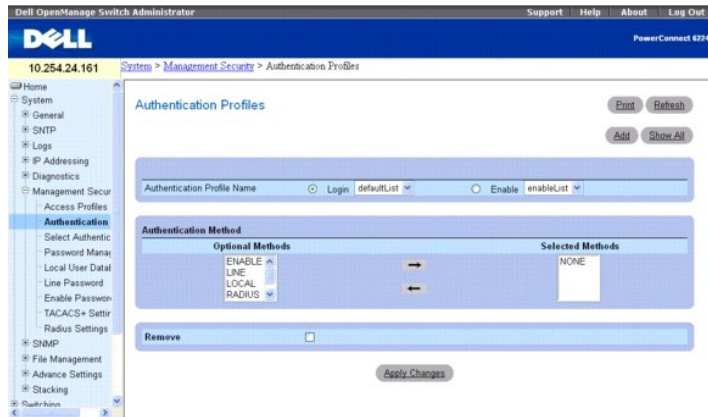 Dell OpenManage Switch Administrator
Support Help About Log Out
DELL
PowerConnect 6224
10.254.24.161
System > Management Security > Authentication Profiles
Home
System
General
SNTP
Logs
IP Addressing
Diagnostics
Management Secur
Access Profiles
Authentication
Select Authentic
Password Manag
Local User Datal
Line Password
Enable Passwor
TACACS+ Settir
Radius Settings
SNMP
File Management
Advance Settings
Stacking
Switching
Authentication Profiles
Print Refresh
Add Show All
Authentication Profile Name Login defaultList Enable enableList
Authentication Method
Optional Methods Selected Methods
ENABLE NONE
LINE
LOCAL
RADIUS
Remove
Apply Changes